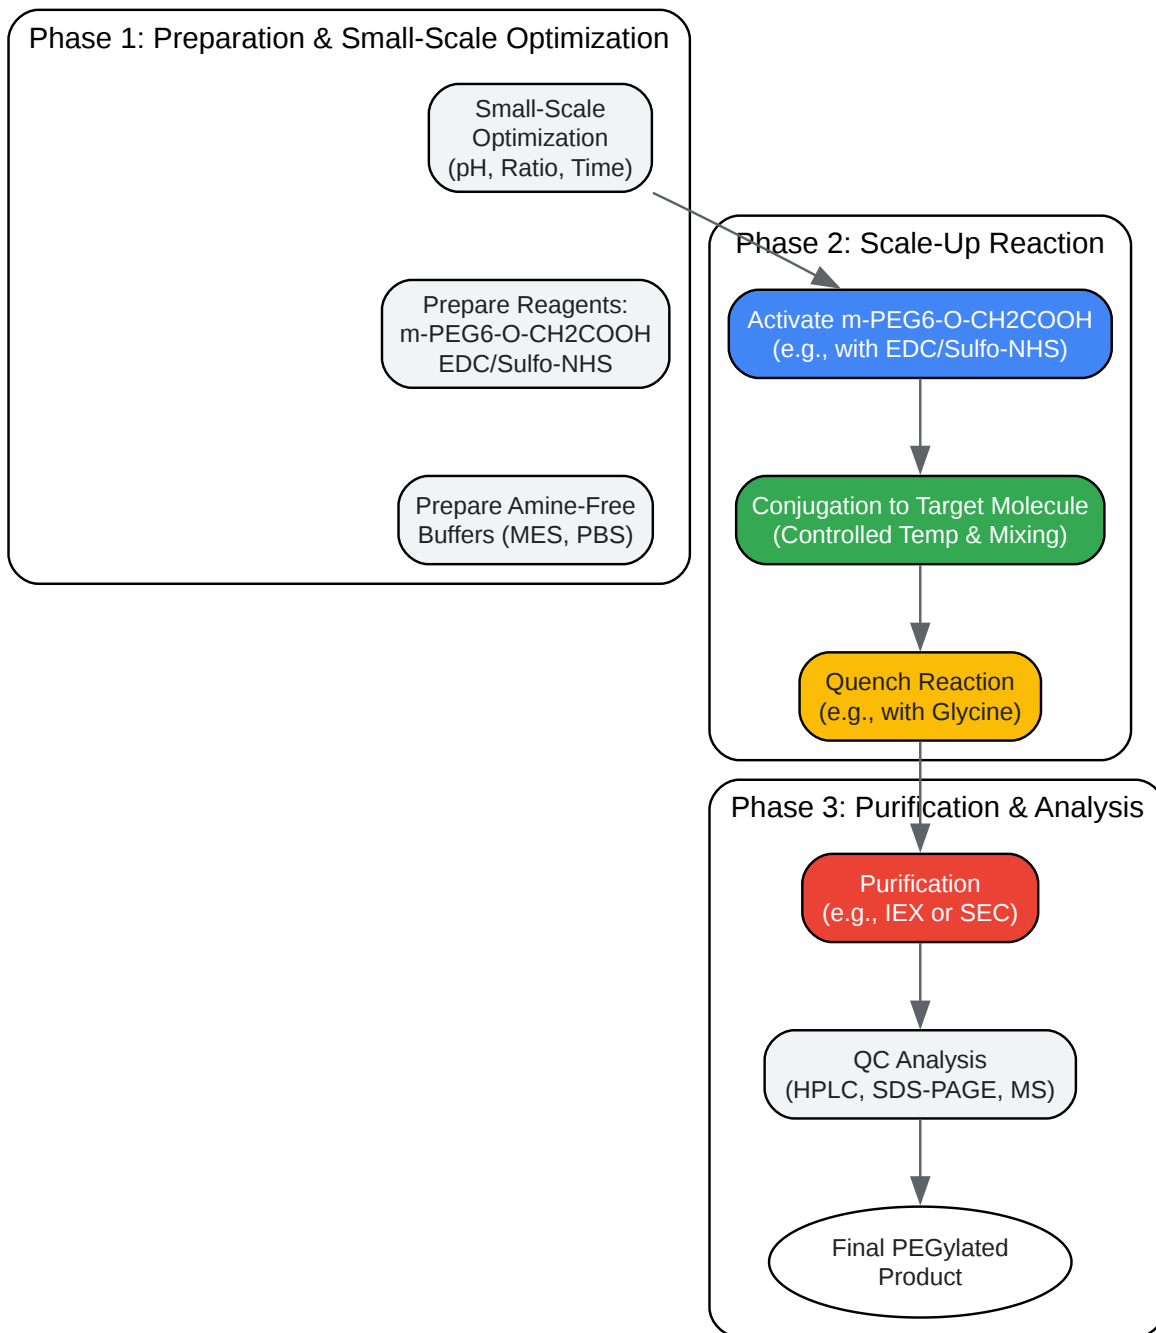 Phase 1: Preparation & Small-Scale Optimization
Small-Scale
Optimization
(pH, Ratio, Time)
Prepare Reagents:
m-PEG6-O-CH2COOH
EDC/Sulfo-NHS
Prepare Amine-Free
Buffers (MES, PBS)
Phase 2: Scale-Up Reaction
Activate m-PEG6-O-CH2COOH
(e.g., with EDC/Sulfo-NHS)
Conjugation to Target Molecule
(Controlled Temp & Mixing)
Quench Reaction
(e.g., with Glycine)
Phase 3: Purification & Analysis
Purification
(e.g., IEX or SEC)
QC Analysis
(HPLC, SDS-PAGE, MS)
Final PEGylated
Product